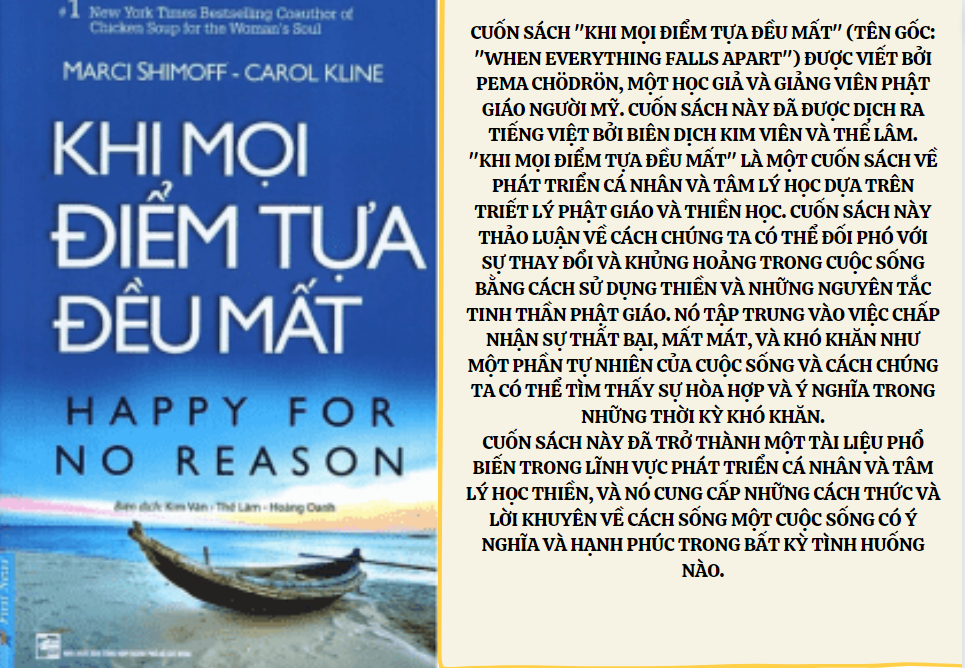 #1 New York Times Bestselling Coauthor of
Chicken Soup for the Woman's Soul
MARCI SHIMOFF - CAROL KLINE
KHI MỌI
ĐIỂM TỰA
ĐỀU MẤT
HAPPY FOR
NO REASON
Biên dịch: Kim Vân - Thế Lâm - Hoàng Oanh
First News
CUỐN SÁCH "KHI MỌI ĐIỂM TỰA ĐỀU MẤT" (TÊN GỐC:
"WHEN EVERYTHING FALLS APART") ĐƯỢC VIẾT BỞI
PEMA CHÖDRÖN, MỘT HỌC GIẢ VÀ GIẢNG VIÊN PHẬT
GIÁO NGƯỜI MỸ. CUỐN SÁCH NÀY ĐÃ ĐƯỢC DỊCH RA
TIẾNG VIỆT BỞI BIÊN DỊCH KIM VIÊN VÀ THẾ LÂM.
"KHI MỌI ĐIỂM TỰA ĐỀU MẤT" LÀ MỘT CUỐN SÁCH VỀ
PHÁT TRIỂN CÁ NHÂN VÀ TÂM LÝ HỌC DỰA TRÊN
TRIẾT LÝ PHẬT GIÁO VÀ THIỀN HỌC. CUỐN SÁCH NÀY
THẢO LUẬN VỀ CÁCH CHÚNG TA CÓ THỂ ĐỐI PHÓ VỚI
SỰ THAY ĐỔI VÀ KHỦNG HOẢNG TRONG CUỘC SỐNG
BẰNG CÁCH SỬ DỤNG THIỀN VÀ NHỮNG NGUYÊN TẮC
TINH THẦN PHẬT GIÁO. NÓ TẬP TRUNG VÀO VIỆC CHẤP
NHẬN SỰ THẤT BẠI, MẤT MÁT, VÀ KHÓ KHĂN NHƯ
MỘT PHẦN TỰ NHIÊN CỦA CUỘC SỐNG VÀ CÁCH CHÚNG
TA CÓ THỂ TÌM THẤY SỰ HÒA HỢP VÀ Ý NGHĨA TRONG
NHỮNG THỜI KỲ KHÓ KHĂN.
CUỐN SÁCH NÀY ĐÃ TRỞ THÀNH MỘT TÀI LIỆU PHỔ
BIẾN TRONG LĨNH VỰC PHÁT TRIỂN CÁ NHÂN VÀ TÂM
LÝ HỌC THIỀN, VÀ NÓ CUNG CẤP NHỮNG CÁCH THỨC VÀ
LỜI KHUYÊN VỀ CÁCH SỐNG MỘT CUỘC SỐNG CÓ Ý
NGHĨA VÀ HẠNH PHÚC TRONG BẤT KỲ TÌNH HUỐNG
NÀO.